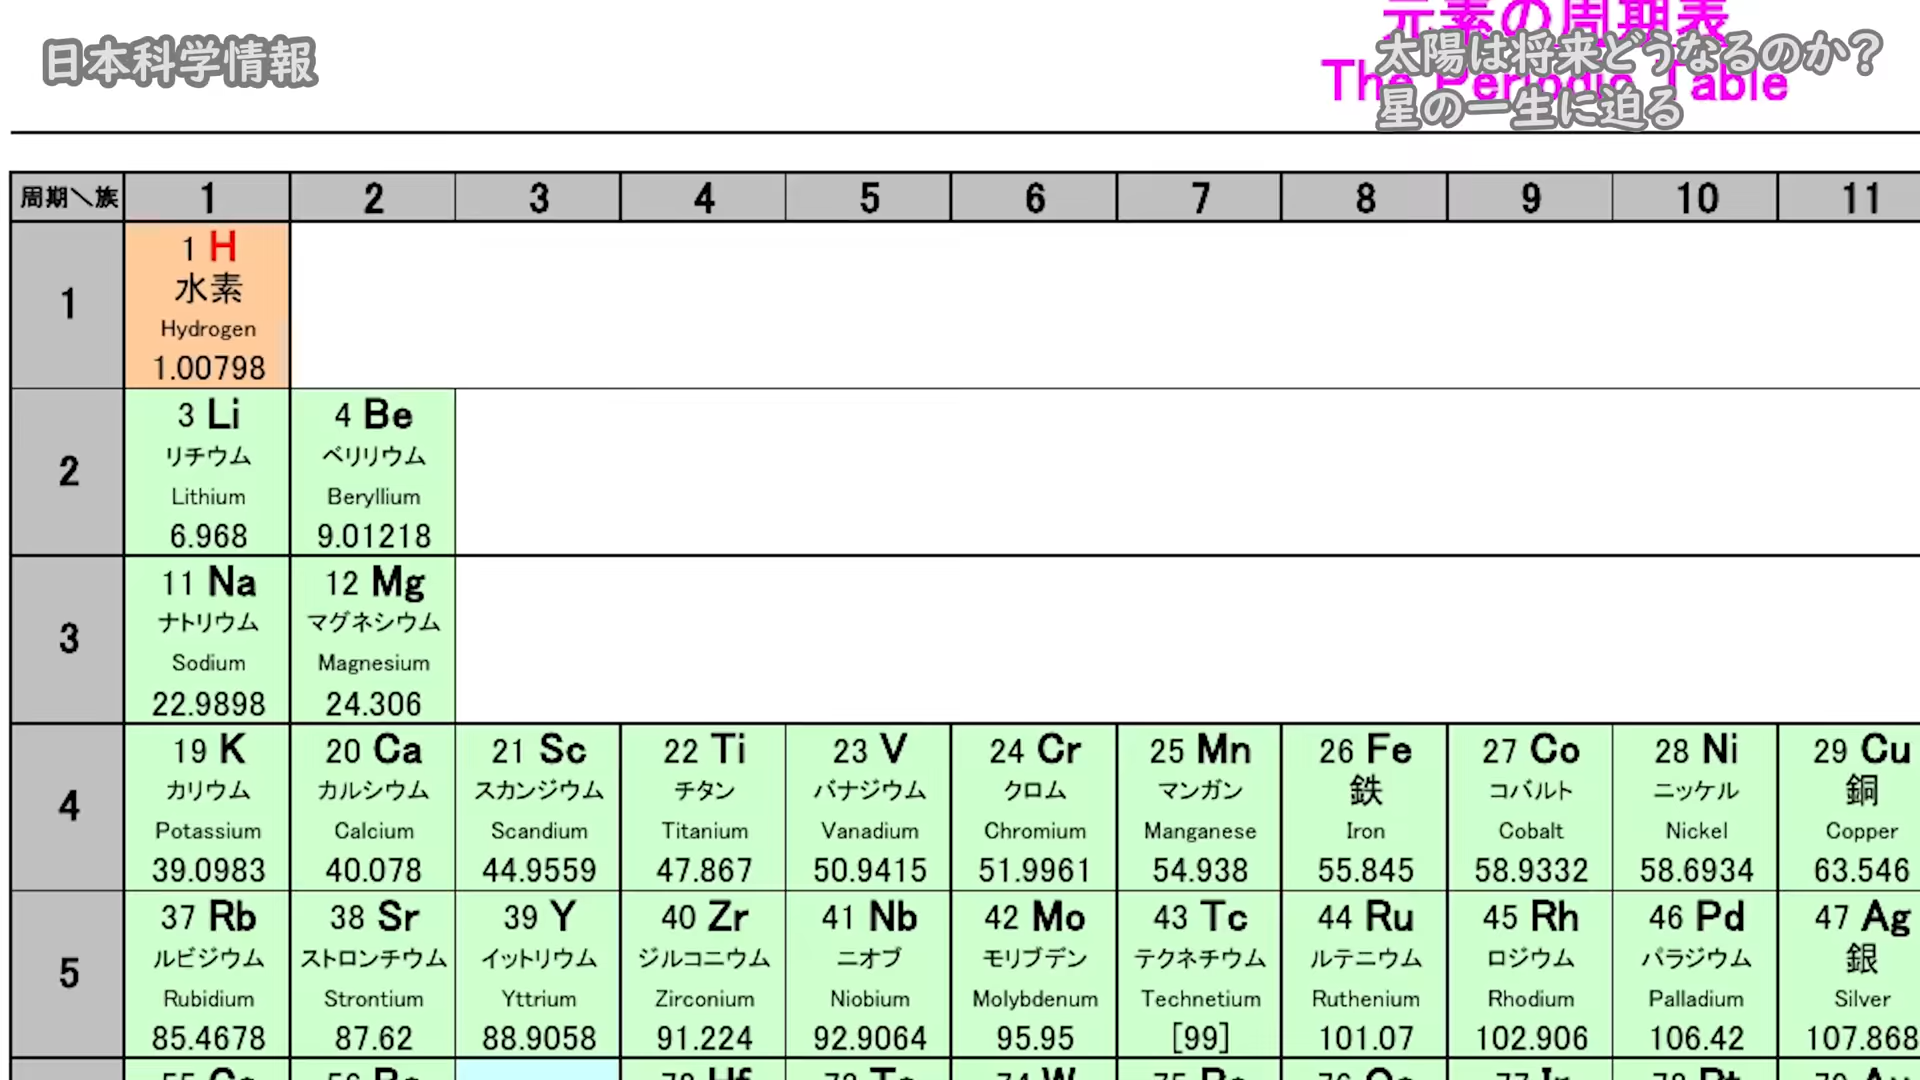 元素の周期表
The Periodic Table
日本科学情報
太陽は将来どうなるのか?
星の一生に迫る
周期＼族 1 2 3 4 5 6 7 8 9 10 11
1
1 H
水素
Hydrogen
1.00798
2
3 Li 4 Be
リチウム ベリリウム
Lithium Beryllium
6.968 9.01218
3
11 Na 12 Mg
ナトリウム マグネシウム
Sodium Magnesium
22.9898 24.306
4
19 K 20 Ca 21 Sc 22 Ti 23 V 24 Cr 25 Mn 26 Fe 27 Co 28 Ni 29 Cu
カリウム カルシウム スカンジウム チタン バナジウム クロム マンガン 鉄 コバルト ニッケル 銅
Potassium Calcium Scandium Titanium Vanadium Chromium Manganese Iron Cobalt Nickel Copper
39.0983 40.078 44.9559 47.867 50.9415 51.9961 54.938 55.845 58.9332 58.6934 63.546
5
37 Rb 38 Sr 39 Y 40 Zr 41 Nb 42 Mo 43 Tc 44 Ru 45 Rh 46 Pd 47 Ag
ルビジウム ストロンチウム イットリウム ジルコニウム ニオブ モリブデン テクネチウム ルテニウム ロジウム パラジウム 銀
Rubidium Strontium Yttrium Zirconium Niobium Molybdenum Technetium Ruthenium Rhodium Palladium Silver
85.4678 87.62 88.9058 91.224 92.9064 95.95 [99] 101.07 102.906 106.42 107.868